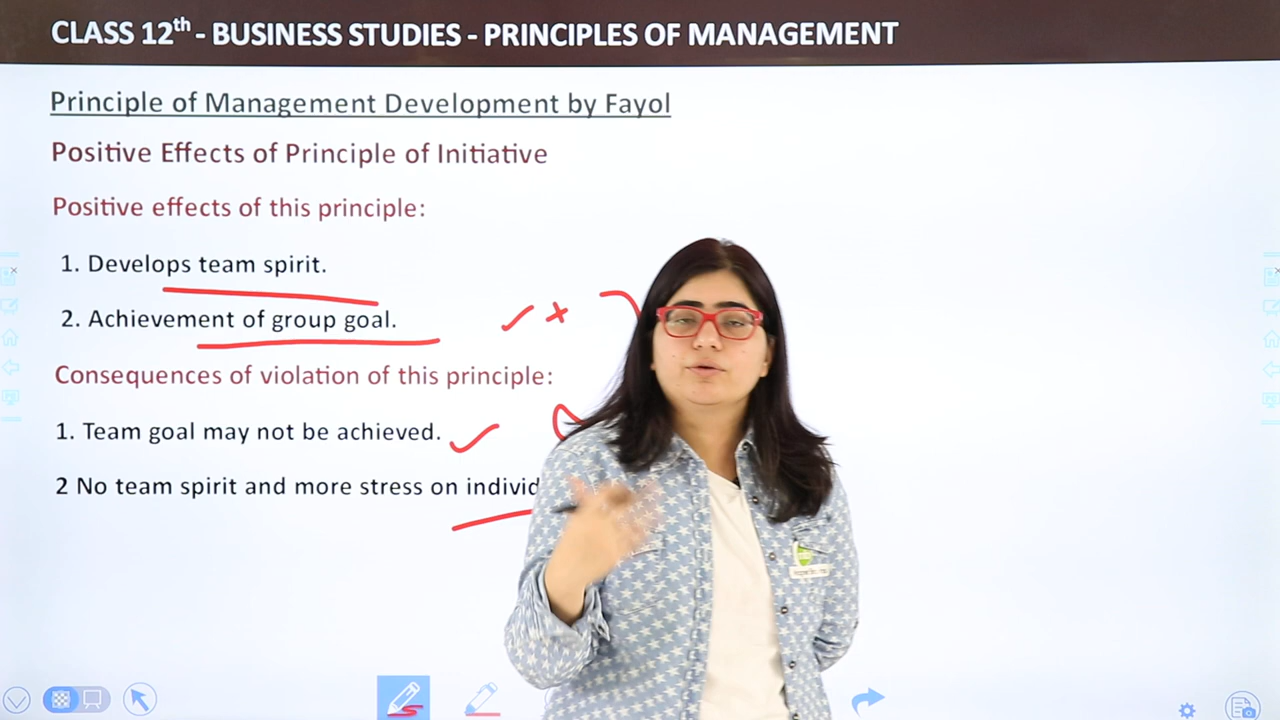 CLASS 12th - BUSINESS STUDIES - PRINCIPLES OF MANAGEMENT
Principle of Management Development by Fayol
Positive Effects of Principle of Initiative
Positive effects of this principle:
1. Develops team spirit.
2. Achievement of group goal.
Consequences of violation of this principle:
1. Team goal may not be achieved.
2 No team spirit and more stress on